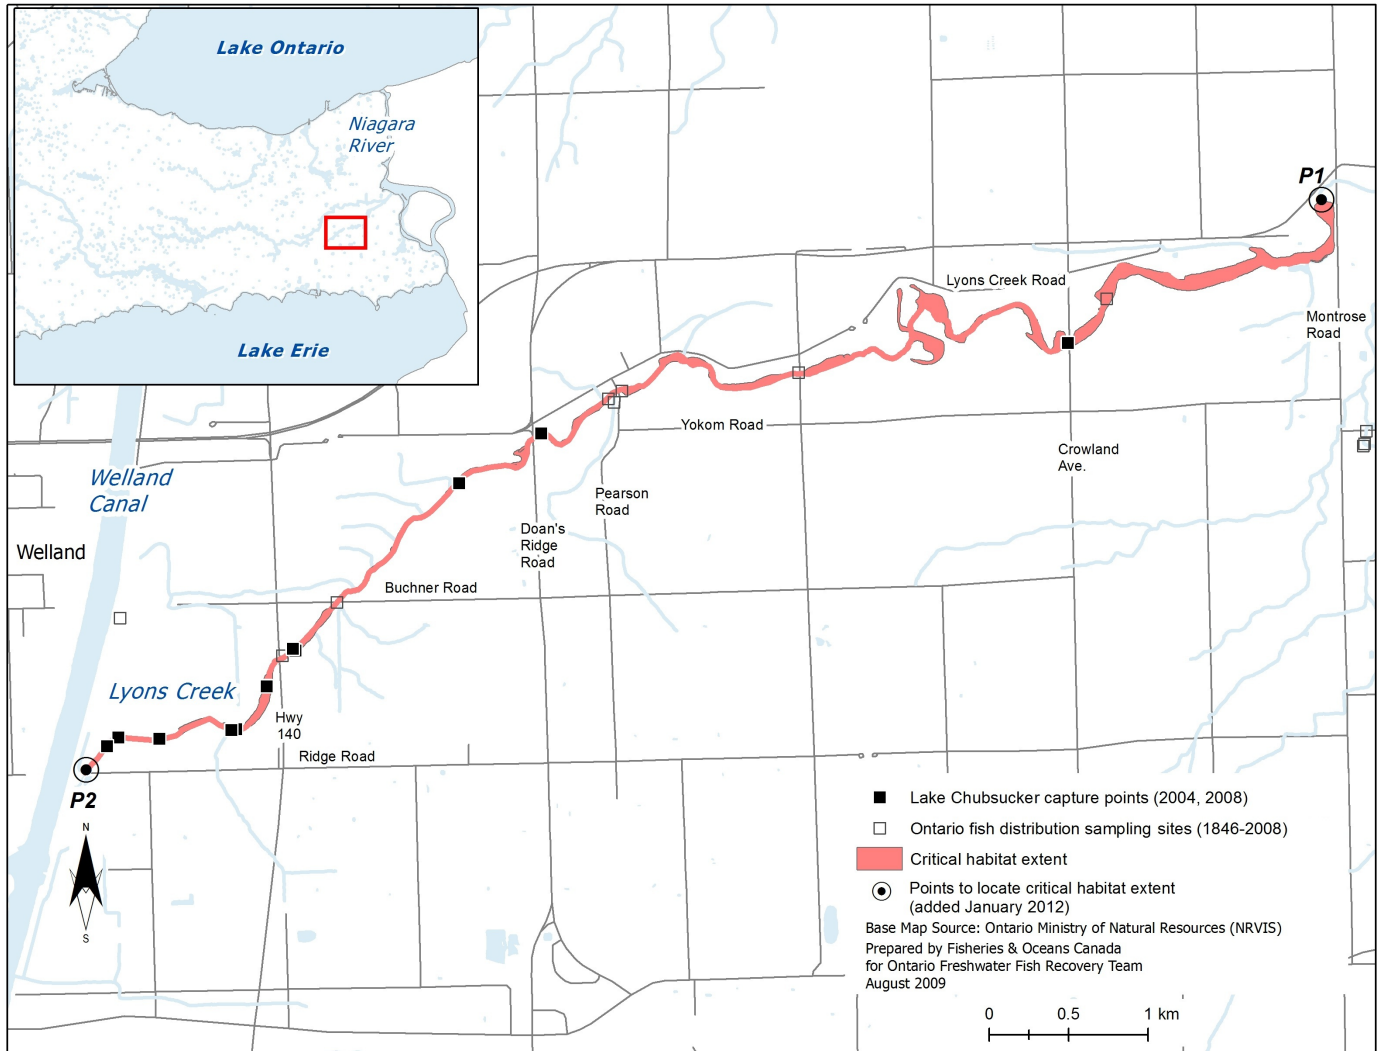 Lake Ontario
Niagara
River
Lake Erie
P1
Lyons Creek Road
Montrose
Road
Yokom Road
Crowland
Ave.
Welland
Canal
Pearson
Road
Doan's
Ridge
Road
Welland
Buchner Road
Lyons Creek
Hwy
140
Ridge Road
P2
N
S
Lake Chubsucker capture points (2004, 2008)
Ontario fish distribution sampling sites (1846-2008)
Critical habitat extent
Points to locate critical habitat extent
(added January 2012)
Base Map Source: Ontario Ministry of Natural Resources (NRVIS)
Prepared by Fisheries & Oceans Canada
for Ontario Freshwater Fish Recovery Team
August 2009
0 0.5 1 km